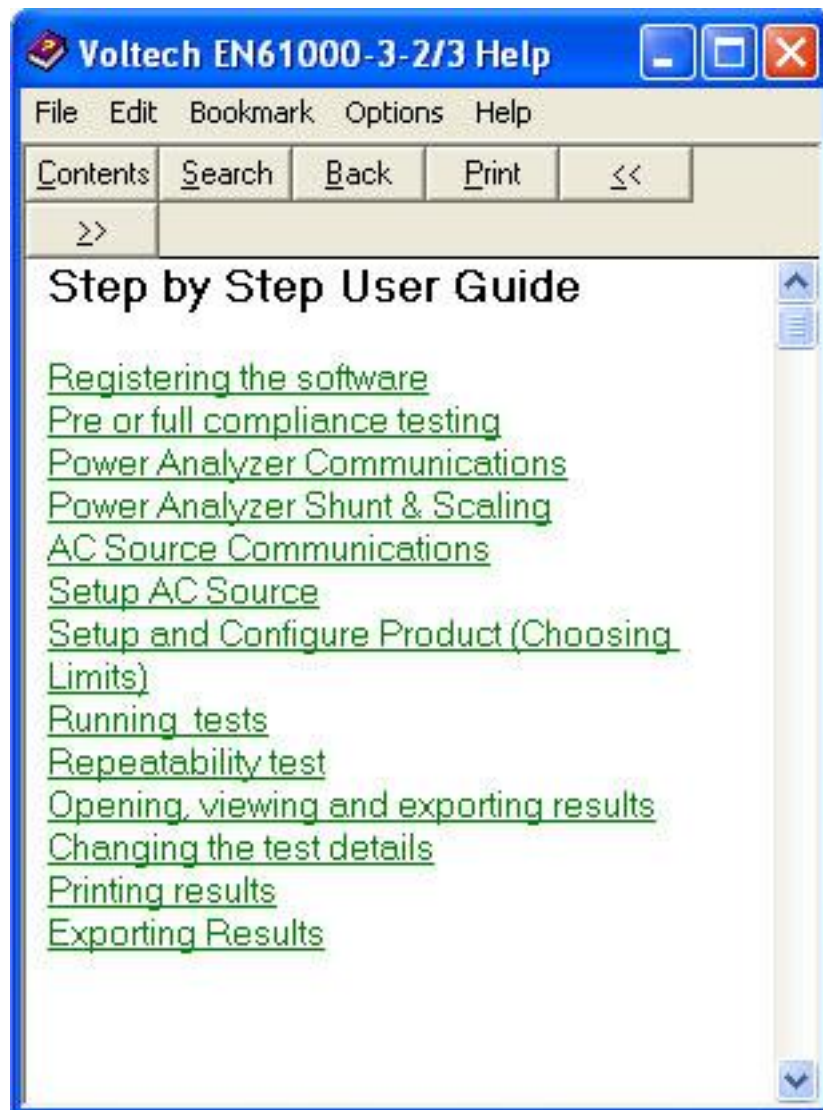 Voltech EN61000-3-2/3 Help
File Edit Bookmark Options Help
Contents Search Back Print <<
>>
Step by Step User Guide
Registering the software
Pre or full compliance testing
Power Analyzer Communications
Power Analyzer Shunt & Scaling
AC Source Communications
Setup AC Source
Setup and Configure Product (Choosing
Limits)
Running tests
Repeatability test
Opening, viewing and exporting results
Changing the test details
Printing results
Exporting Results